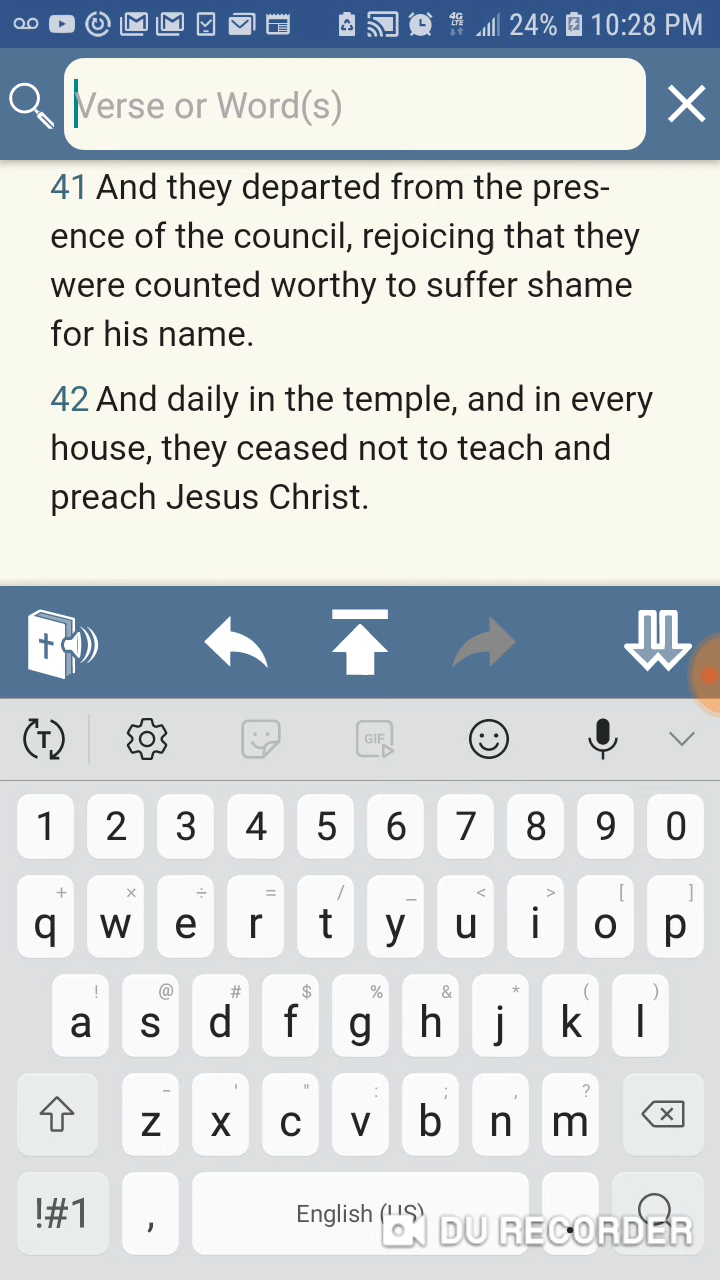 4G LTE 24% 10:28 PM
Verse or Word(s)
41 And they departed from the pres-
ence of the council, rejoicing that they
were counted worthy to suffer shame
for his name.
42 And daily in the temple, and in every
house, they ceased not to teach and
preach Jesus Christ.
T GIF
1 2 3 4 5 6 7 8 9 0
+ × ÷ = / _ < > [ ]
q w e r t y u i o p
! @ # $ % & * ( )
a s d f g h j k l
- ' " : ; , ?
z x c v b n m
!#1 , English (US) .
DU RECORDER